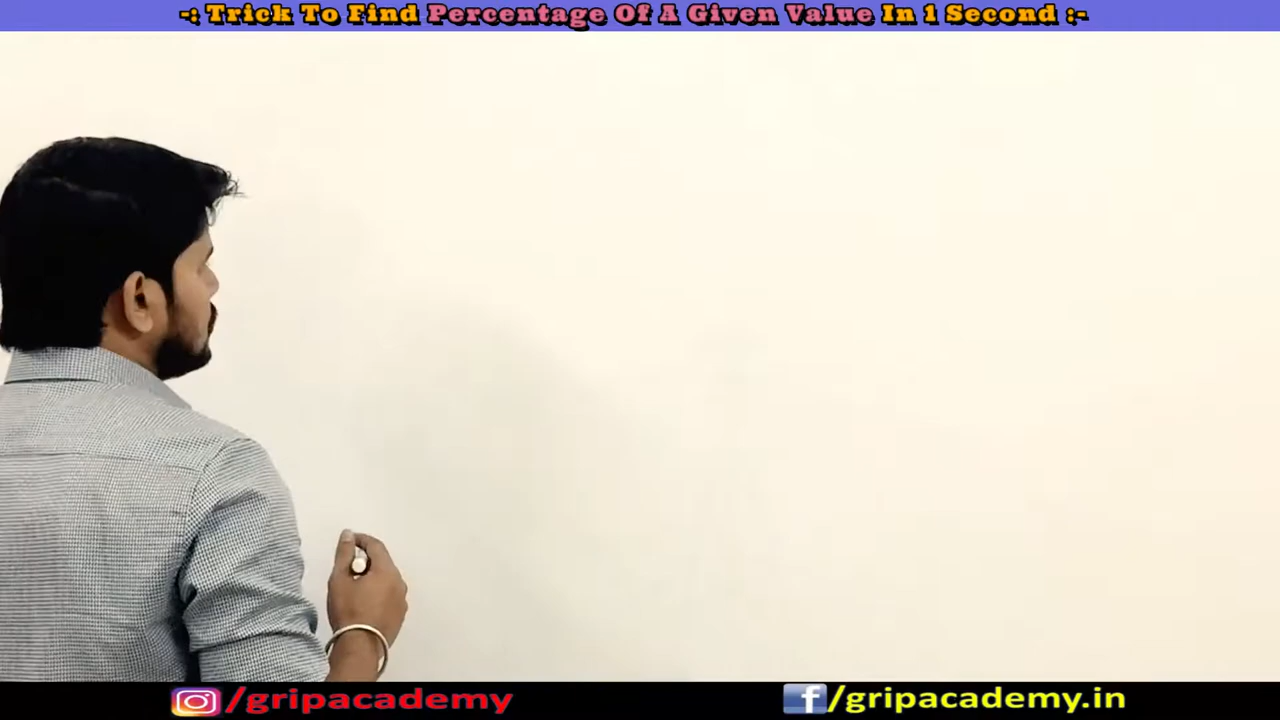 -: Trick To Find Percentage Of A Given Value In 1 Second :-
/gripacademy
/gripacademy.in